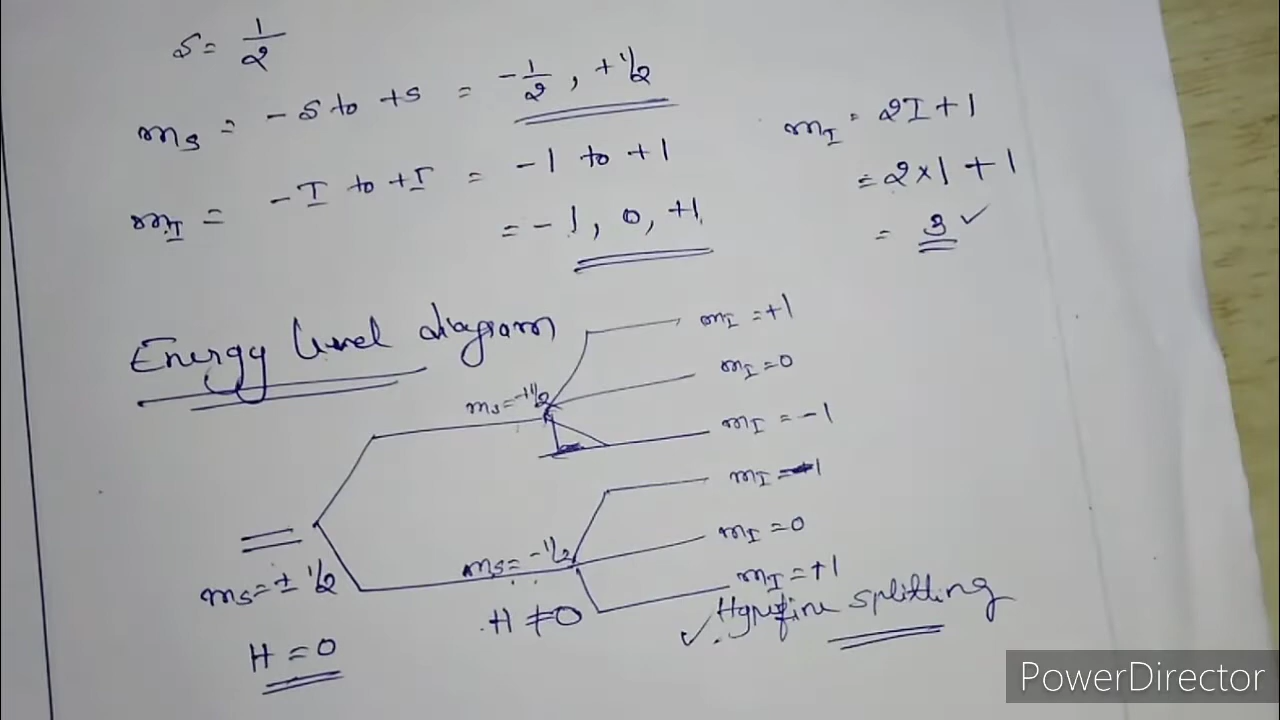 S = 1/2
mS = -S to +S = -1/2, +1/2
mI = -I to +I = -1 to +1
= -1, 0, +1
mI = 2I + 1
= 2 × 1 + 1
= 3 ✓
Energy level diagram
mI = +1
mI = 0
mS = +1/2
mI = -1
mI = -1
mI = 0
mS = -1/2
mI = +1
mS = ± 1/2
H ≠ 0
✓ Hyperfine splitting
H = 0
PowerDirector